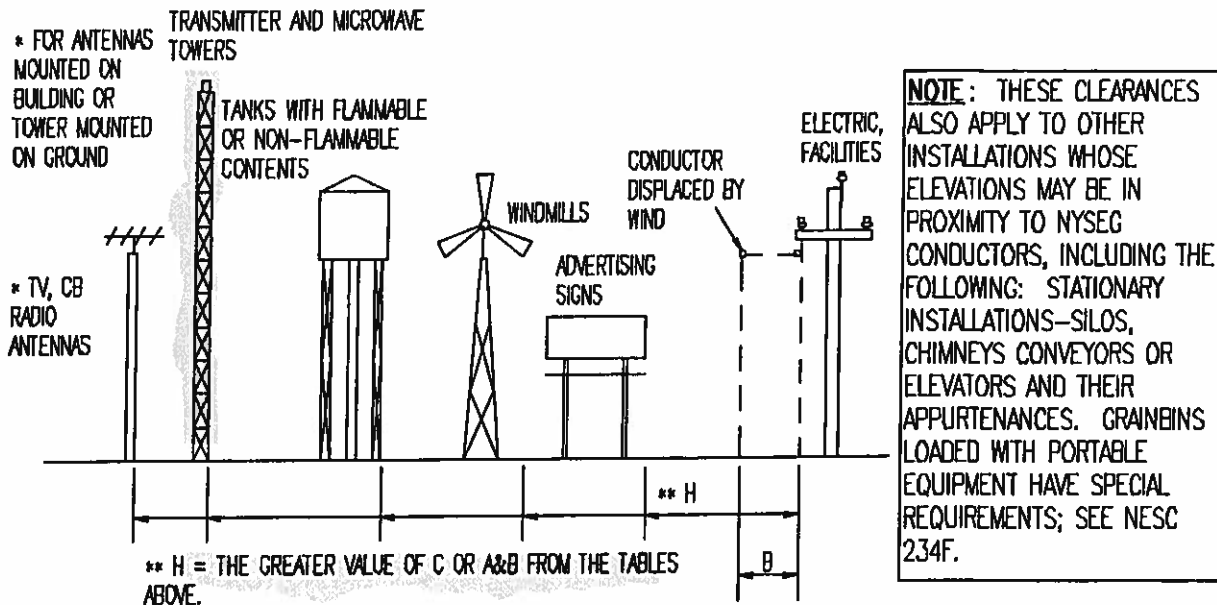 * FOR ANTENNAS
MOUNTED ON
BUILDING OR
TOWER MOUNTED
ON GROUND
TRANSMITTER AND MICROWAVE
TOWERS
TANKS WITH FLAMMABLE
OR NON-FLAMMABLE
CONTENTS
* TV, CB
RADIO
ANTENNAS
WINDMILLS
ADVERTISING
SIGNS
CONDUCTOR
DISPLACED BY
WIND
ELECTRIC,
FACILITIES
** H
B
** H = THE GREATER VALUE OF C OR A&B FROM THE TABLES
ABOVE.
NOTE: THESE CLEARANCES
ALSO APPLY TO OTHER
INSTALLATIONS WHOSE
ELEVATIONS MAY BE IN
PROXIMITY TO NYSEG
CONDUCTORS, INCLUDING THE
FOLLOWING: STATIONARY
INSTALLATIONS-SILOS,
CHIMNEYS CONVEYORS OR
ELEVATORS AND THEIR
APPURTENANCES. GRAINBINS
LOADED WITH PORTABLE
EQUIPMENT HAVE SPECIAL
REQUIREMENTS; SEE NESC
234F.